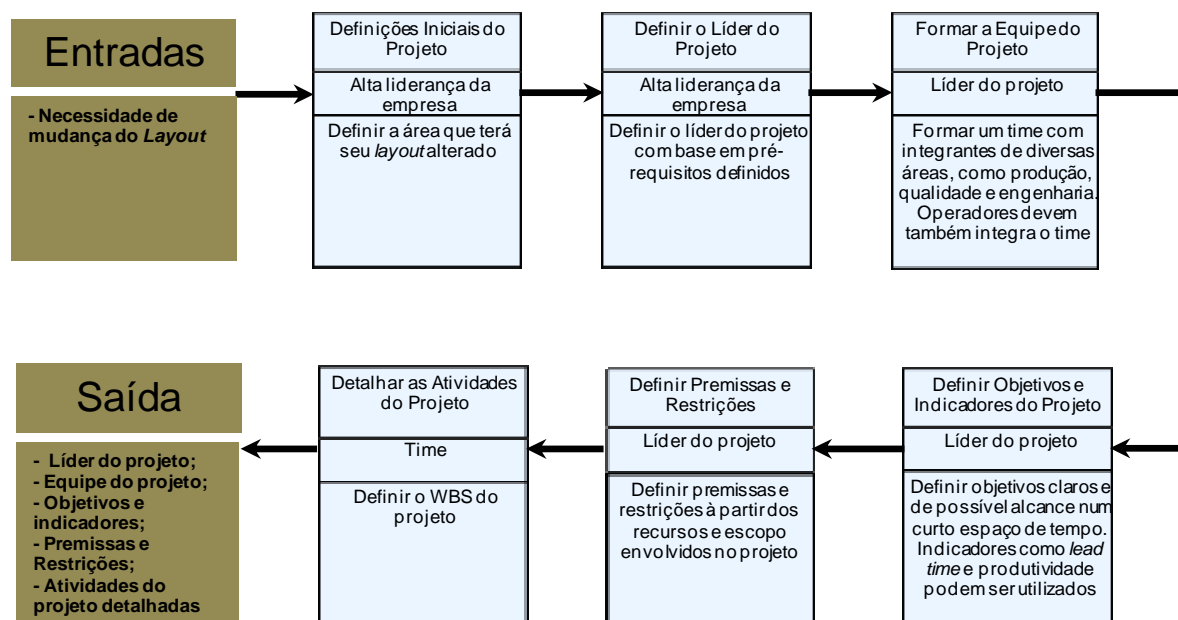 Entradas
- Necessidade de
mudança do Layout
Definições Iniciais do
Projeto
Alta liderança da
empresa
Definir a área que terá
seu layout alterado
Definir o Líder do
Projeto
Alta liderança da
empresa
Definir o líder do projeto
com base em pré-
requisitos definidos
Formar a Equipe do
Projeto
Líder do projeto
Formar um time com
integrantes de diversas
áreas, como produção,
qualidade e engenharia.
Operadores devem
também integra o time
Definir Objetivos e
Indicadores do Projeto
Líder do projeto
Definir objetivos claros e
de possível alcance num
curto espaço de tempo.
Indicadores como lead
time e produtividade
podem ser utilizados
Definir Premissas e
Restrições
Líder do projeto
Definir premissas e
restrições à partir dos
recursos e escopo
envolvidos no projeto
Detalhar as Atividades
do Projeto
Time
Definir o WBS do
projeto
Saída
- Líder do projeto;
- Equipe do projeto;
- Objetivos e
indicadores;
- Premissas e
Restrições;
- Atividades do
projeto detalhadas